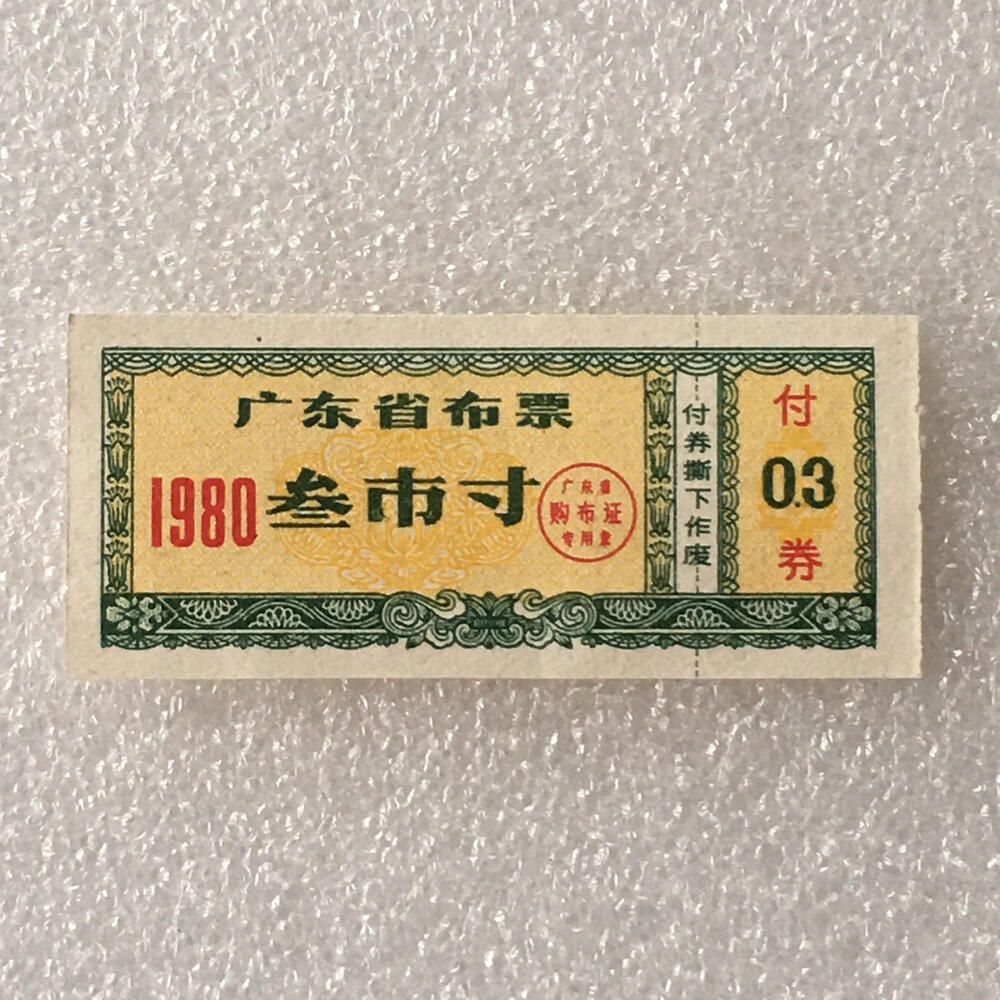 广东省布票
1980 叁市寸
广东省
购布证
专用章
付券撕下作废
付
0.3
券